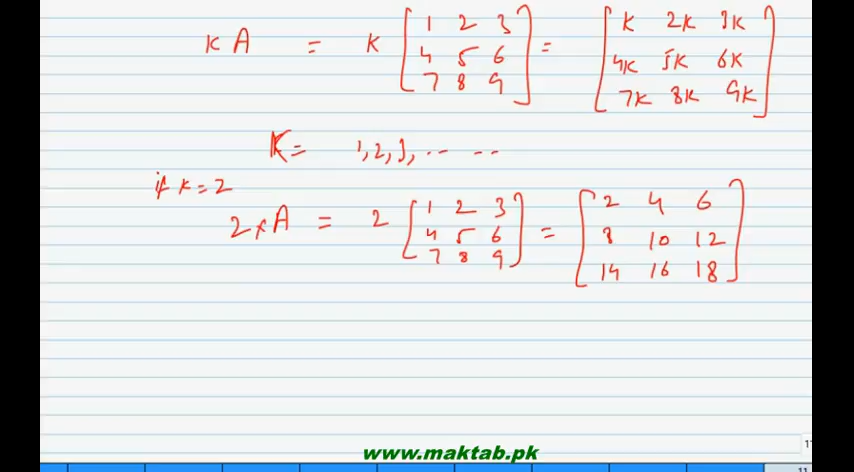 K A = K [ 1 2 3 = [ K 2K 3K
4 5 6 4K 5K 6K
7 8 9 ] 7K 8K 9K ]
K = 1, 2, 3, ... ...
if K = 2
2 x A = 2 [ 1 2 3 = [ 2 4 6
4 5 6 8 10 12
7 8 9 ] 14 16 18 ]
www.maktab.pk
11
11